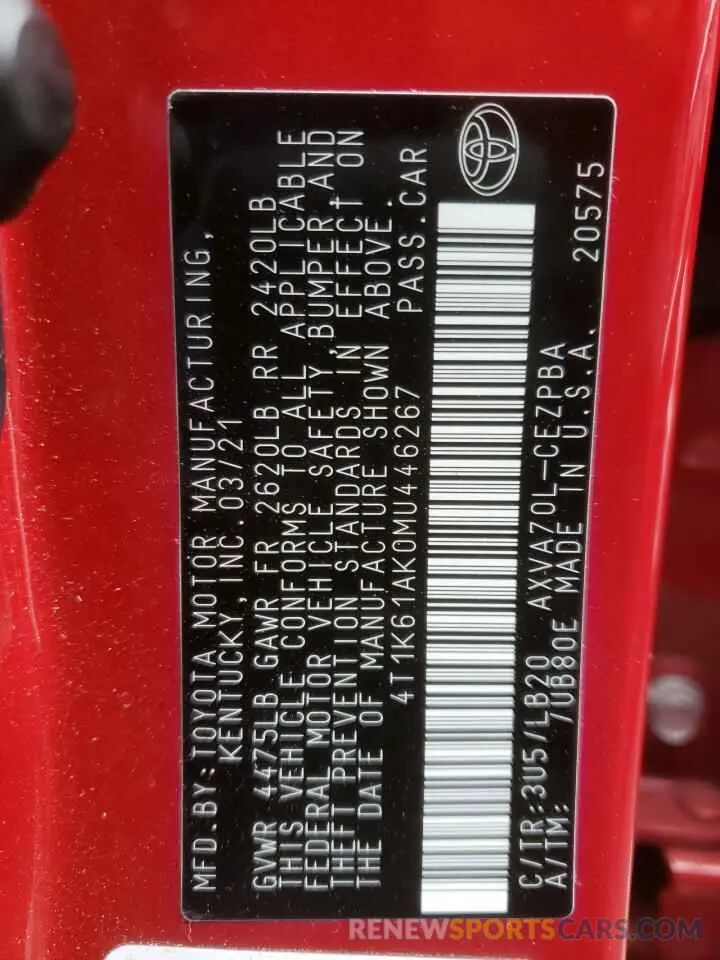 MFD.BY:TOYOTA MOTOR MANUFACTURING,
KENTUCKY, INC.03/21
GVWR 4475LB GAWR FR 2620LB RR 2420LB
THIS VEHICLE CONFORMS TO ALL APPLICABLE
FEDERAL MOTOR VEHICLE SAFETY, BUMPER, AND
THEFT PREVENTION STANDARDS IN EFFECT ON
THE DATE OF MANUFACTURE SHOWN ABOVE.
4T1K61AK0MU446267 PASS.CAR
C/TR:3U5/LB20 AXVA70L-CEZPBA
A/TM: /UB80E MADE IN U.S.A. 20575
RENEWSPORTSCARS.COM